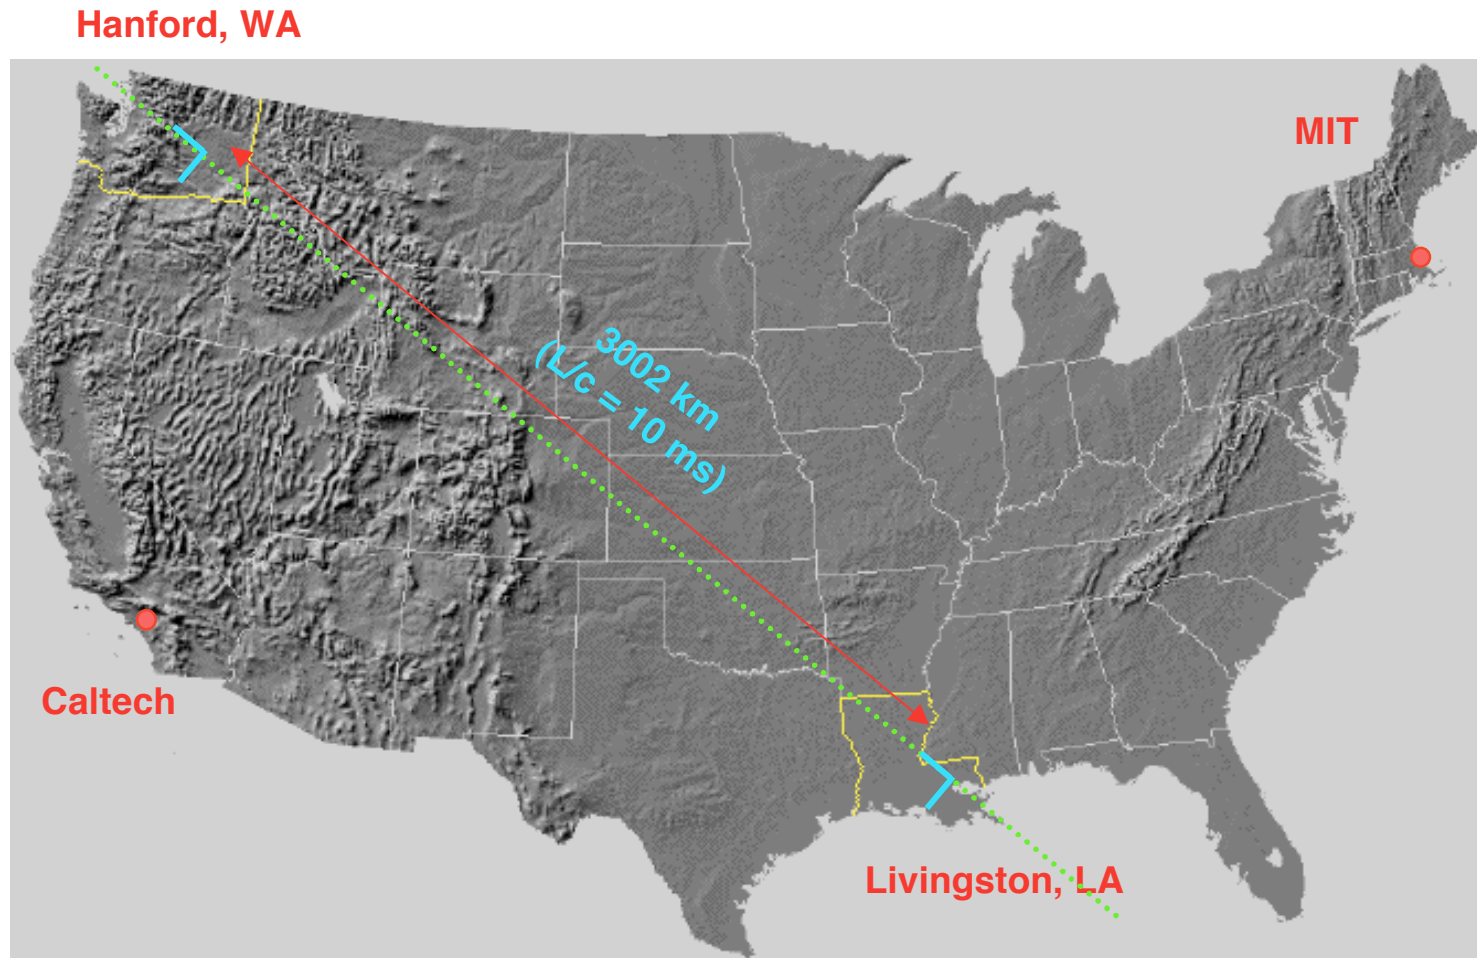 Hanford, WA
MIT
3002 km
(L/c = 10 ms)
Caltech
Livingston, LA